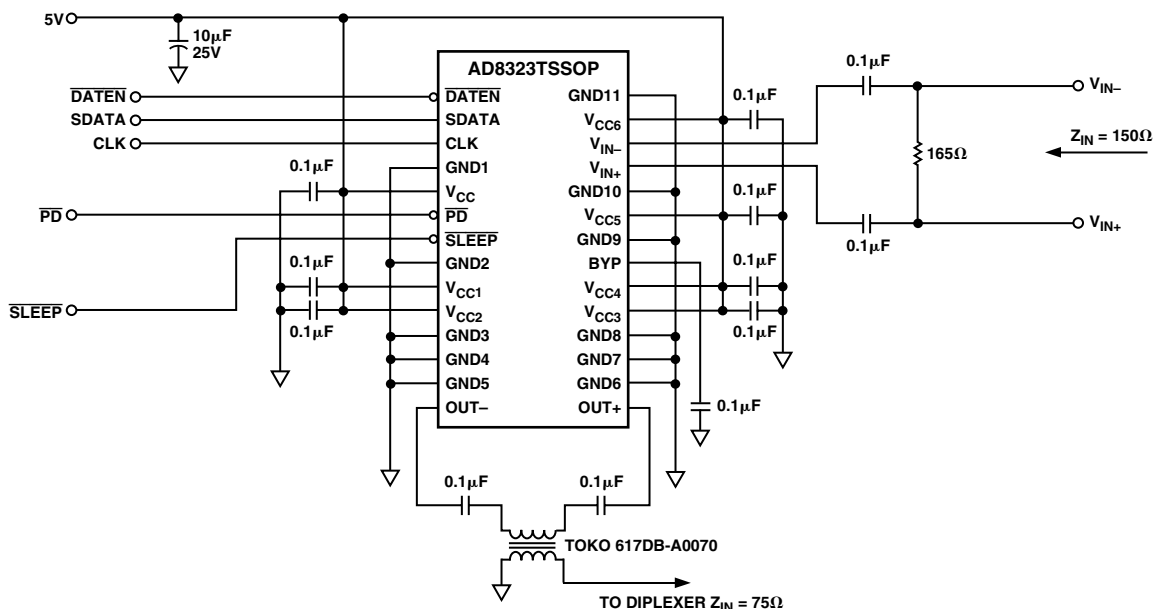 5V
10μF
25V
AD8323TSSOP
DATEN
SDATA
CLK
PD
SLEEP
DATEN
SDATA
CLK
GND1
VCC
PD
SLEEP
GND2
VCC1
VCC2
GND3
GND4
GND5
OUT–
GND11
VCC6
VIN–
VIN+
GND10
VCC5
GND9
BYP
VCC4
VCC3
GND8
GND7
GND6
OUT+
0.1μF
0.1μF
0.1μF
0.1μF
0.1μF
0.1μF
0.1μF
0.1μF
0.1μF
0.1μF
165Ω
VIN–
ZIN = 150Ω
VIN+
0.1μF
0.1μF
TOKO 617DB-A0070
TO DIPLEXER ZIN = 75Ω